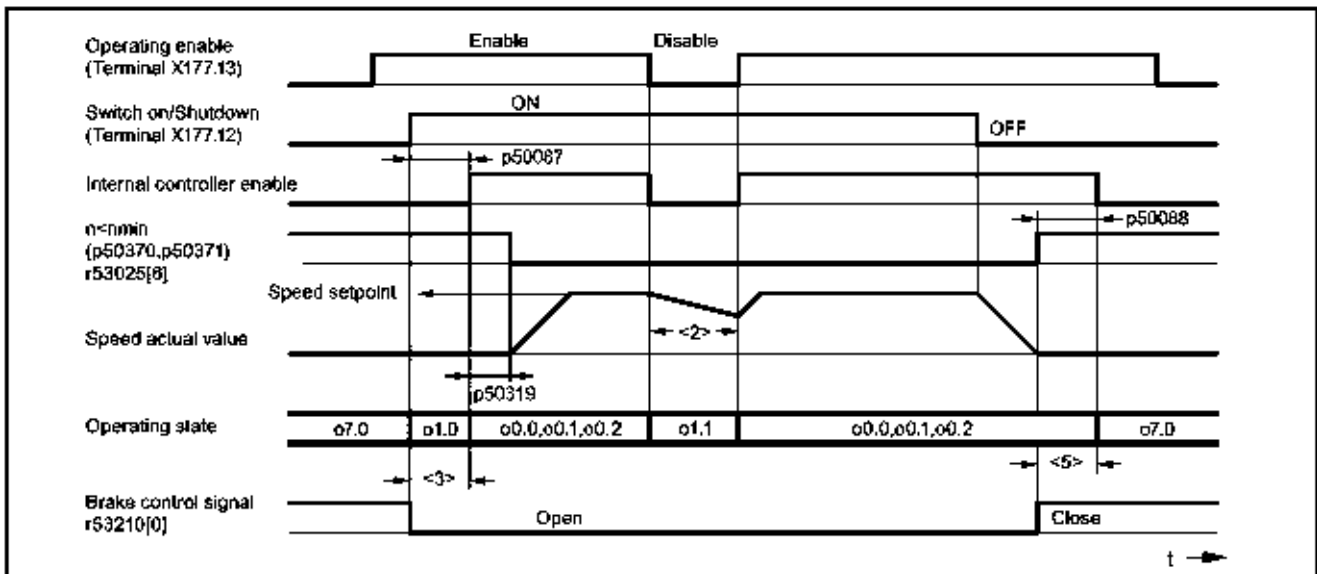 Operating enable
(Terminal X177.13)
Enable
Disable
Switch on/Shutdown
(Terminal X177.12)
ON
OFF
p50087
Internal controller enable
p50088
n<nmin
(p50370,p50371)
r53025[6]
Speed setpoint
<2>
Speed actual value
p50319
Operating state
o7.0
o1.0
o0.0,o0.1,o0.2
o1.1
o0.0,o0.1,o0.2
o7.0
<3>
<5>
Brake control signal
r53210[0]
Open
Close
t